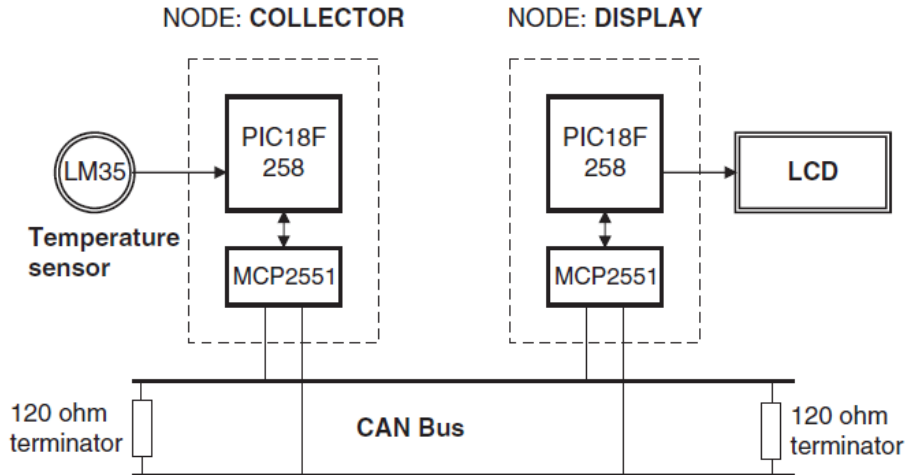 NODE: COLLECTOR
NODE: DISPLAY
PIC18F
258
PIC18F
258
LM35
LCD
Temperature
sensor
MCP2551
MCP2551
120 ohm
terminator
CAN Bus
120 ohm
terminator